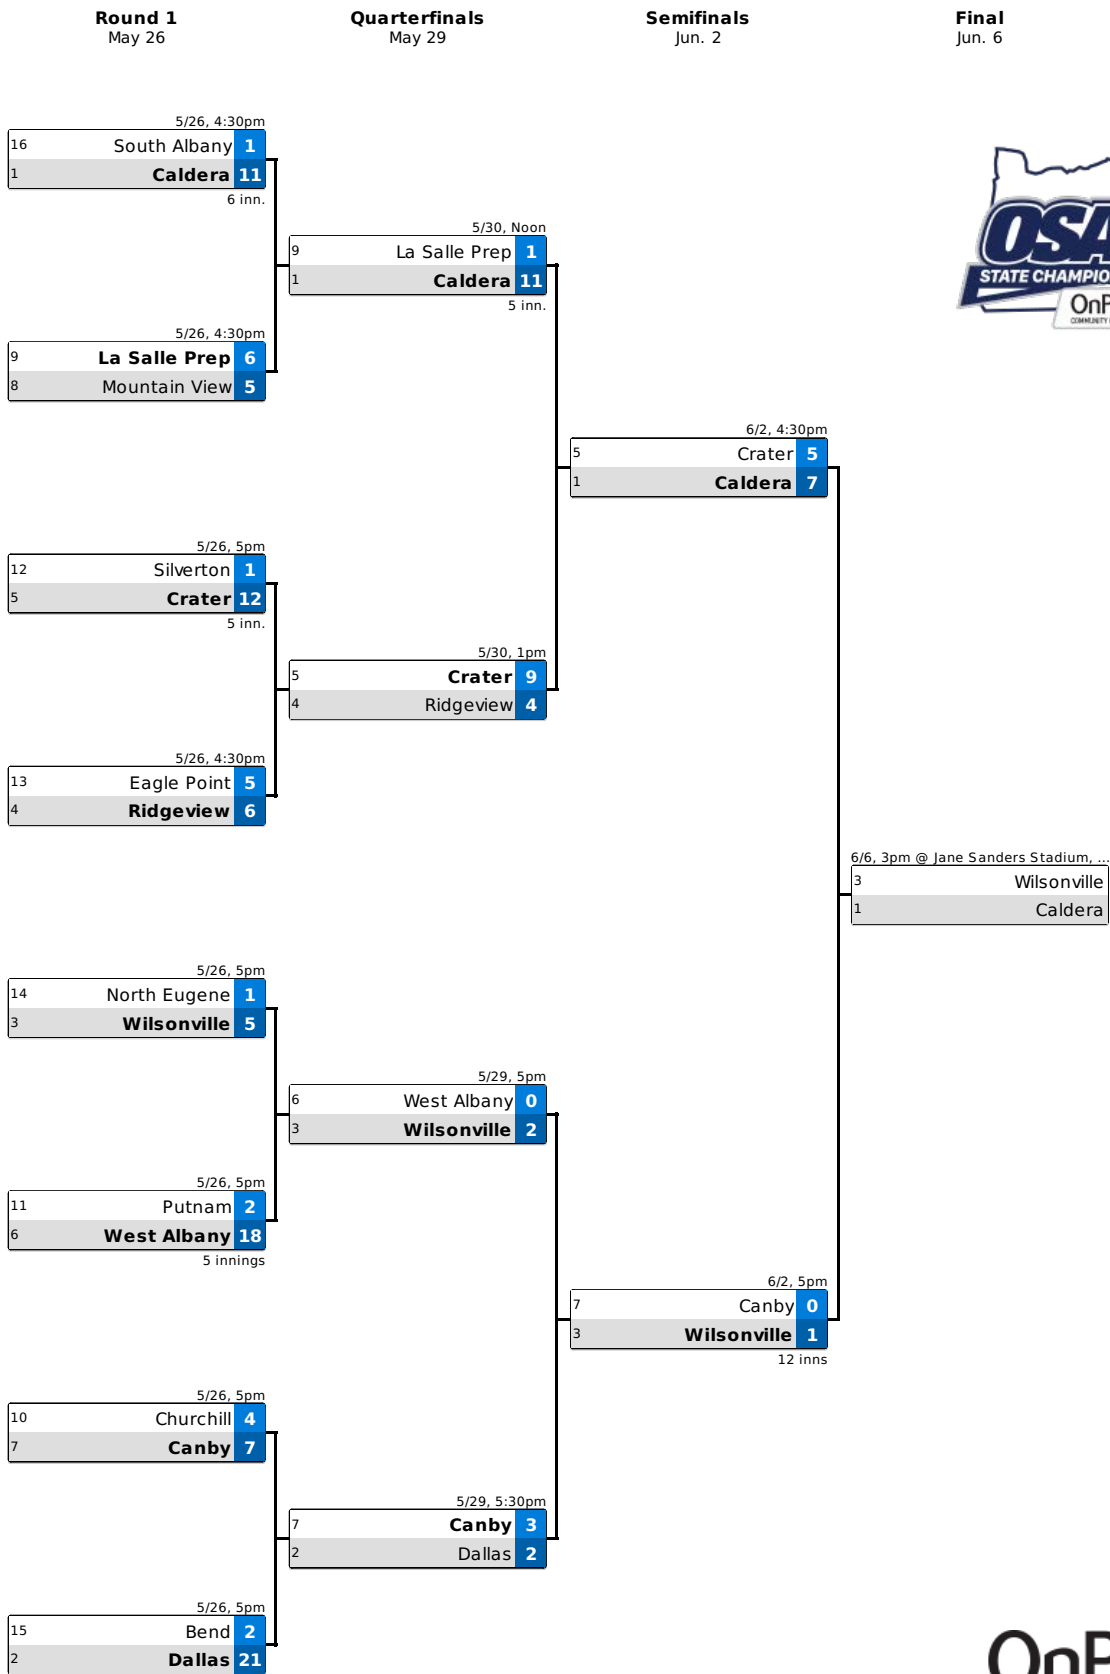 Round 1
May 26
Quarterfinals
May 29
Semifinals
Jun. 2
Final
Jun. 6
5/26, 4:30pm
16 South Albany 1
1 Caldera 11
6 inn.
5/26, 4:30pm
9 La Salle Prep 6
8 Mountain View 5
5/26, 5pm
12 Silverton 1
5 Crater 12
5 inn.
5/26, 4:30pm
13 Eagle Point 5
4 Ridgeview 6
5/26, 5pm
14 North Eugene 1
3 Wilsonville 5
5/26, 5pm
11 Putnam 2
6 West Albany 18
5 innings
5/26, 5pm
10 Churchill 4
7 Canby 7
5/26, 5pm
15 Bend 2
2 Dallas 21
5/30, Noon
9 La Salle Prep 1
1 Caldera 11
5 inn.
5/30, 1pm
5 Crater 9
4 Ridgeview 4
5/29, 5pm
6 West Albany 0
3 Wilsonville 2
5/29, 5:30pm
7 Canby 3
2 Dallas 2
6/2, 4:30pm
5 Crater 5
1 Caldera 7
6/2, 5pm
7 Canby 0
3 Wilsonville 1
12 inns
6/6, 3pm @ Jane Sanders Stadium, ...
3 Wilsonville
1 Caldera
OSA
STATE CHAMPIO
OnP
COMMUNITY
OnP